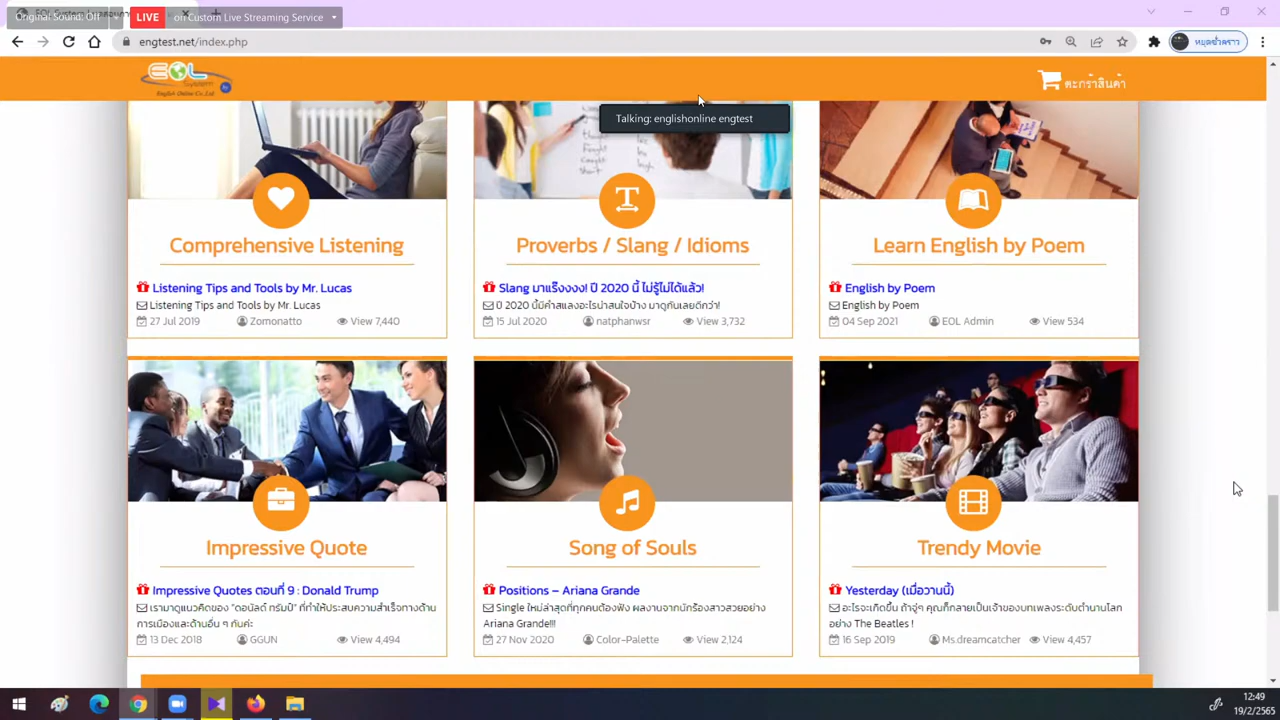 Original Sound: Off
LIVE
on Custom Live Streaming Service
engtest.net/index.php
หยุดชั่วคราว
EOL
System
English Online Co.,Ltd
ตะกร้าสินค้า
Talking: englishonline engtest
Comprehensive Listening
Proverbs / Slang / Idioms
Learn English by Poem
Listening Tips and Tools by Mr. Lucas
Listening Tips and Tools by Mr. Lucas
27 Jul 2019 Zomonatto View 7,440
Slang มาแร๊งงงง! ปี 2020 นี้ ไม่รู้ไม่ได้แล้ว!
ปี 2020 นี้มีคำสแลงอะไรน่าสนใจบ้าง มาดูกันเลยดีกว่า!
15 Jul 2020 natphanwsr View 3,732
English by Poem
English by Poem
04 Sep 2021 EOL Admin View 534
Impressive Quote
Song of Souls
Trendy Movie
Impressive Quotes ตอนที่ 9 : Donald Trump
เรามาดูแนวคิดของ "ดอนัลด์ ทรัมป์" ที่ทำให้ประสบความสำเร็จทางด้าน
การเมืองและด้านอื่น ๆ กันค่ะ
13 Dec 2018 GGUN View 4,494
Positions – Ariana Grande
Single ใหม่ล่าสุดที่ทุกคนต้องฟัง ผลงานจากนักร้องสาวสวยอย่าง
Ariana Grande!!!
27 Nov 2020 Color-Palette View 2,124
Yesterday (เมื่อวานนี้)
อะไรจะเกิดขึ้น ถ้าจู่ๆ คุณก็กลายเป็นเจ้าของบทเพลงระดับตำนานโลก
อย่าง The Beatles !
16 Sep 2019 Ms.dreamcatcher View 4,457
12:49
19/2/2565